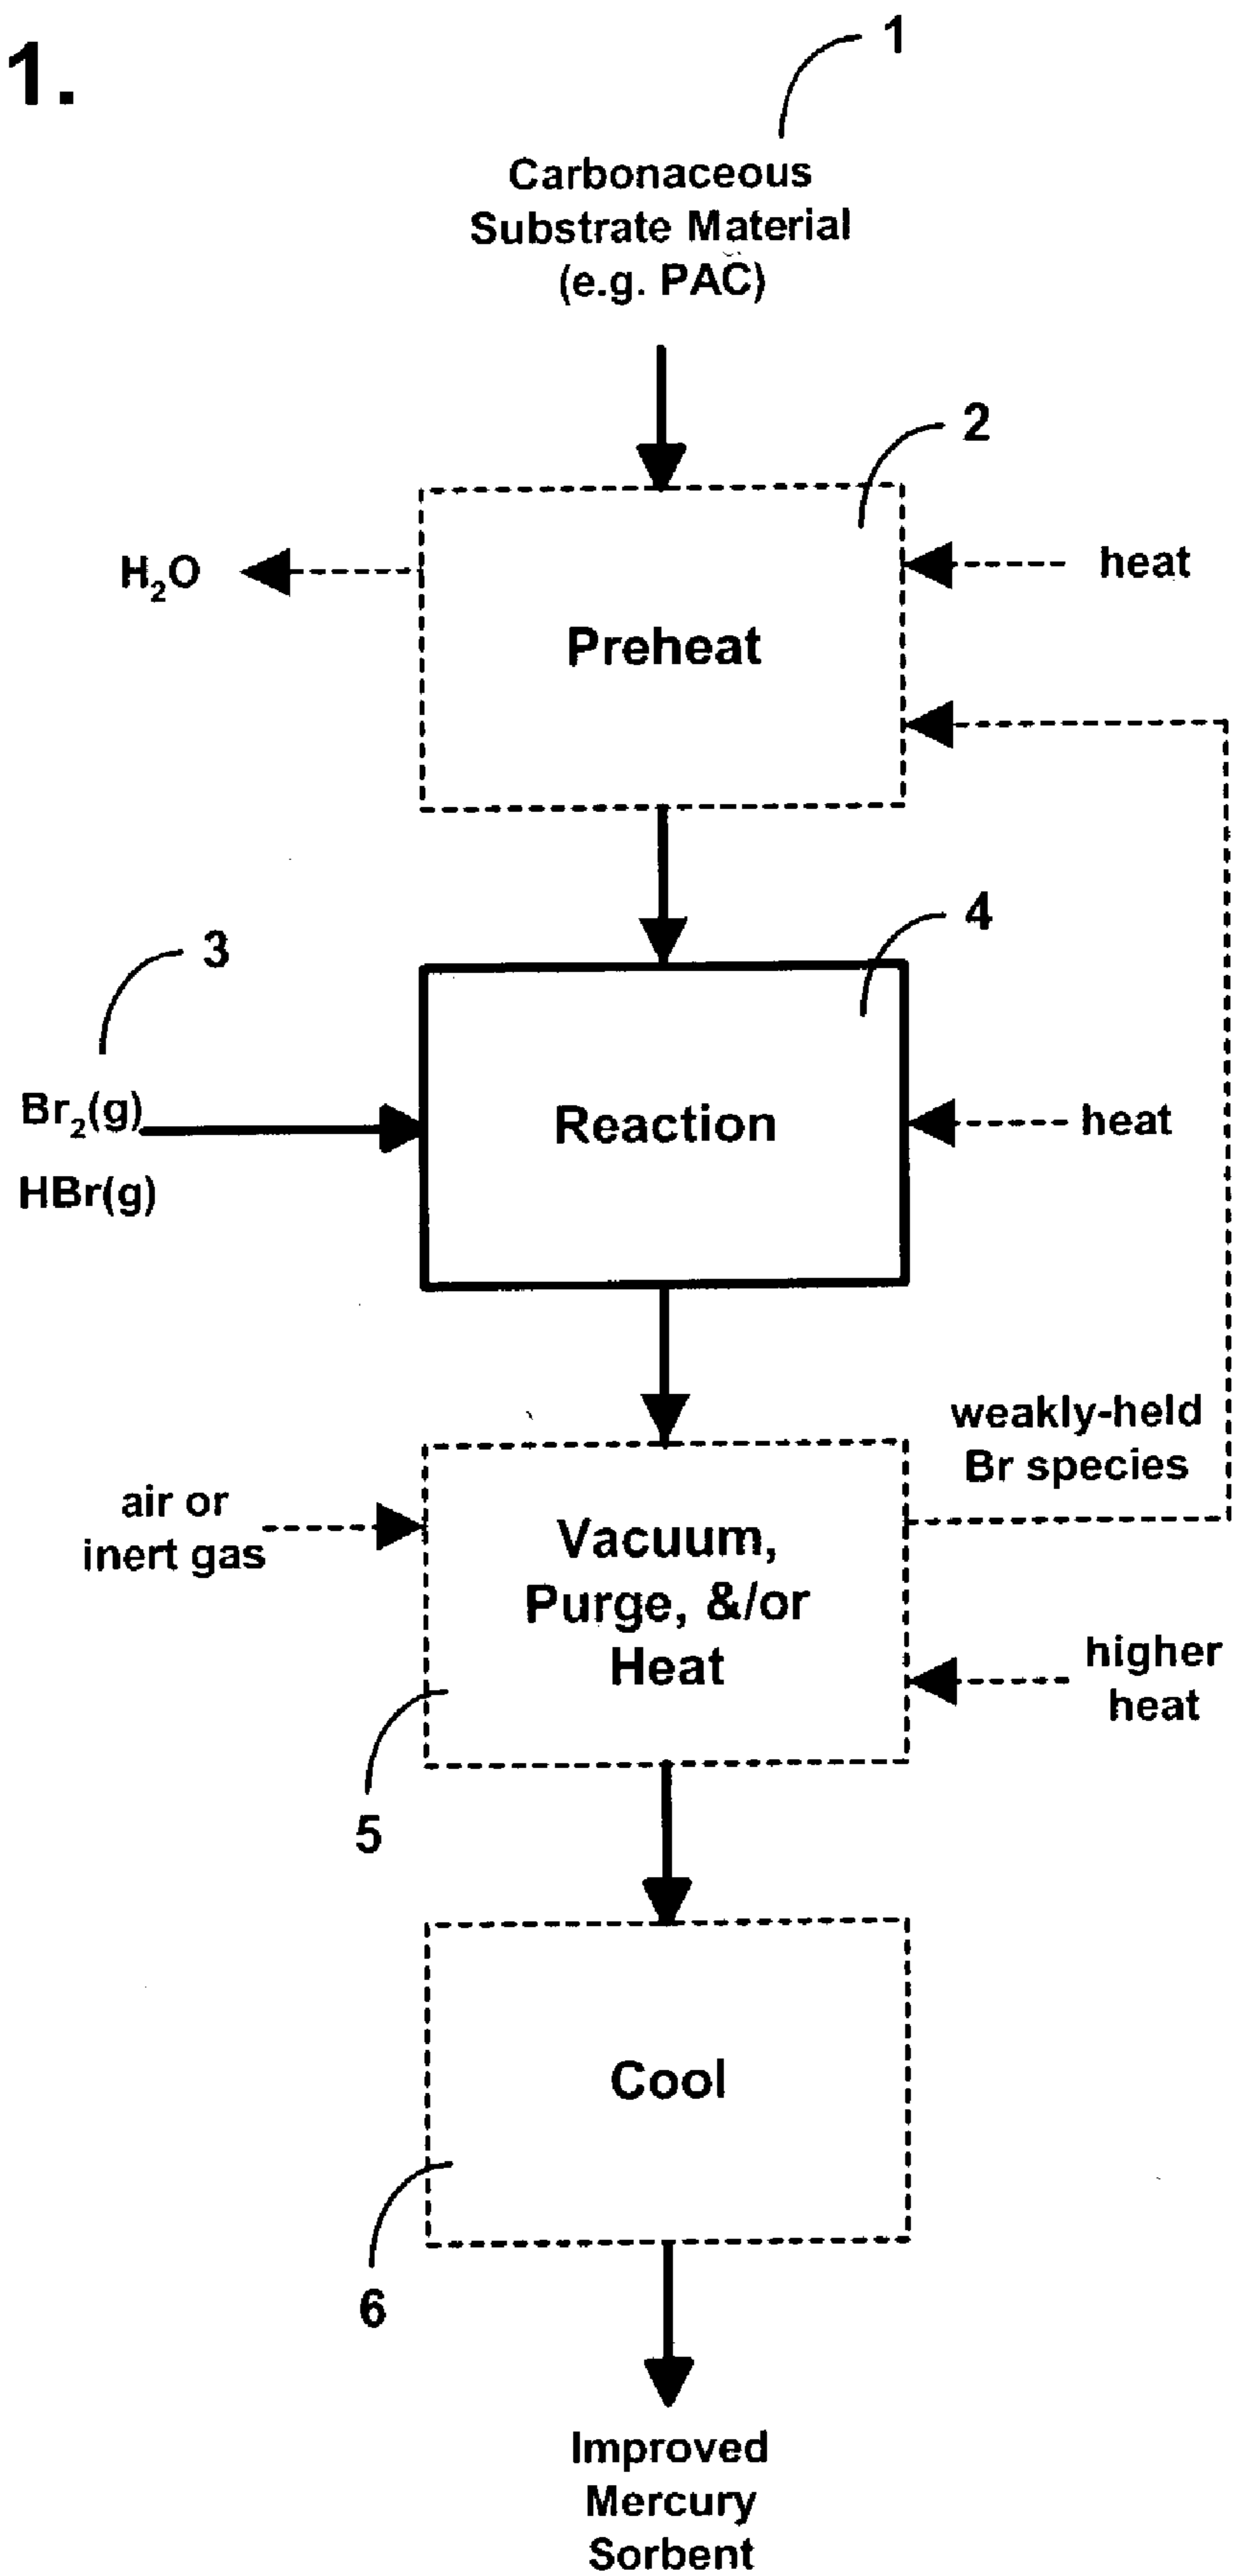 1.
1
Carbonaceous
Substrate Material
(e.g. PAC)
2
H₂O
heat
Preheat
4
3
Br₂(g)
HBr(g)
Reaction
heat
weakly-held
Br species
air or
inert gas
Vacuum,
Purge, &/or
Heat
higher
heat
5
Cool
6
Improved
Mercury
Sorbent